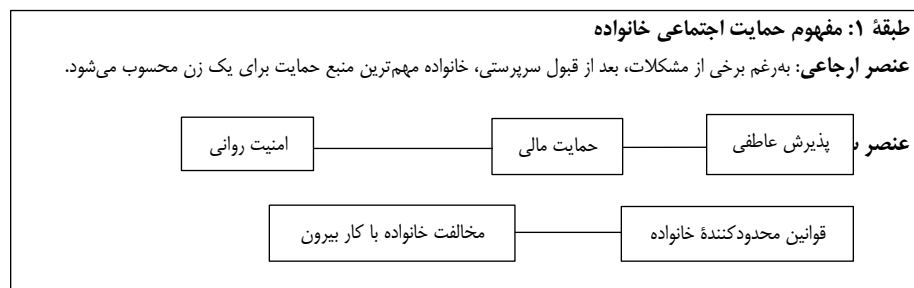 طبقهٔ ۱: مفهوم حمایت اجتماعی خانواده
عنصر ارجاعی: به‌رغم برخی از مشکلات، بعد از قبول سرپرستی، خانواده مهم‌ترین منبع حمایت برای یک زن محسوب می‌شود.
عنصر پذیرش عاطفی حمایت مالی امنیت روانی
قوانین محدودکنندهٔ خانواده مخالفت خانواده با کار بیرون